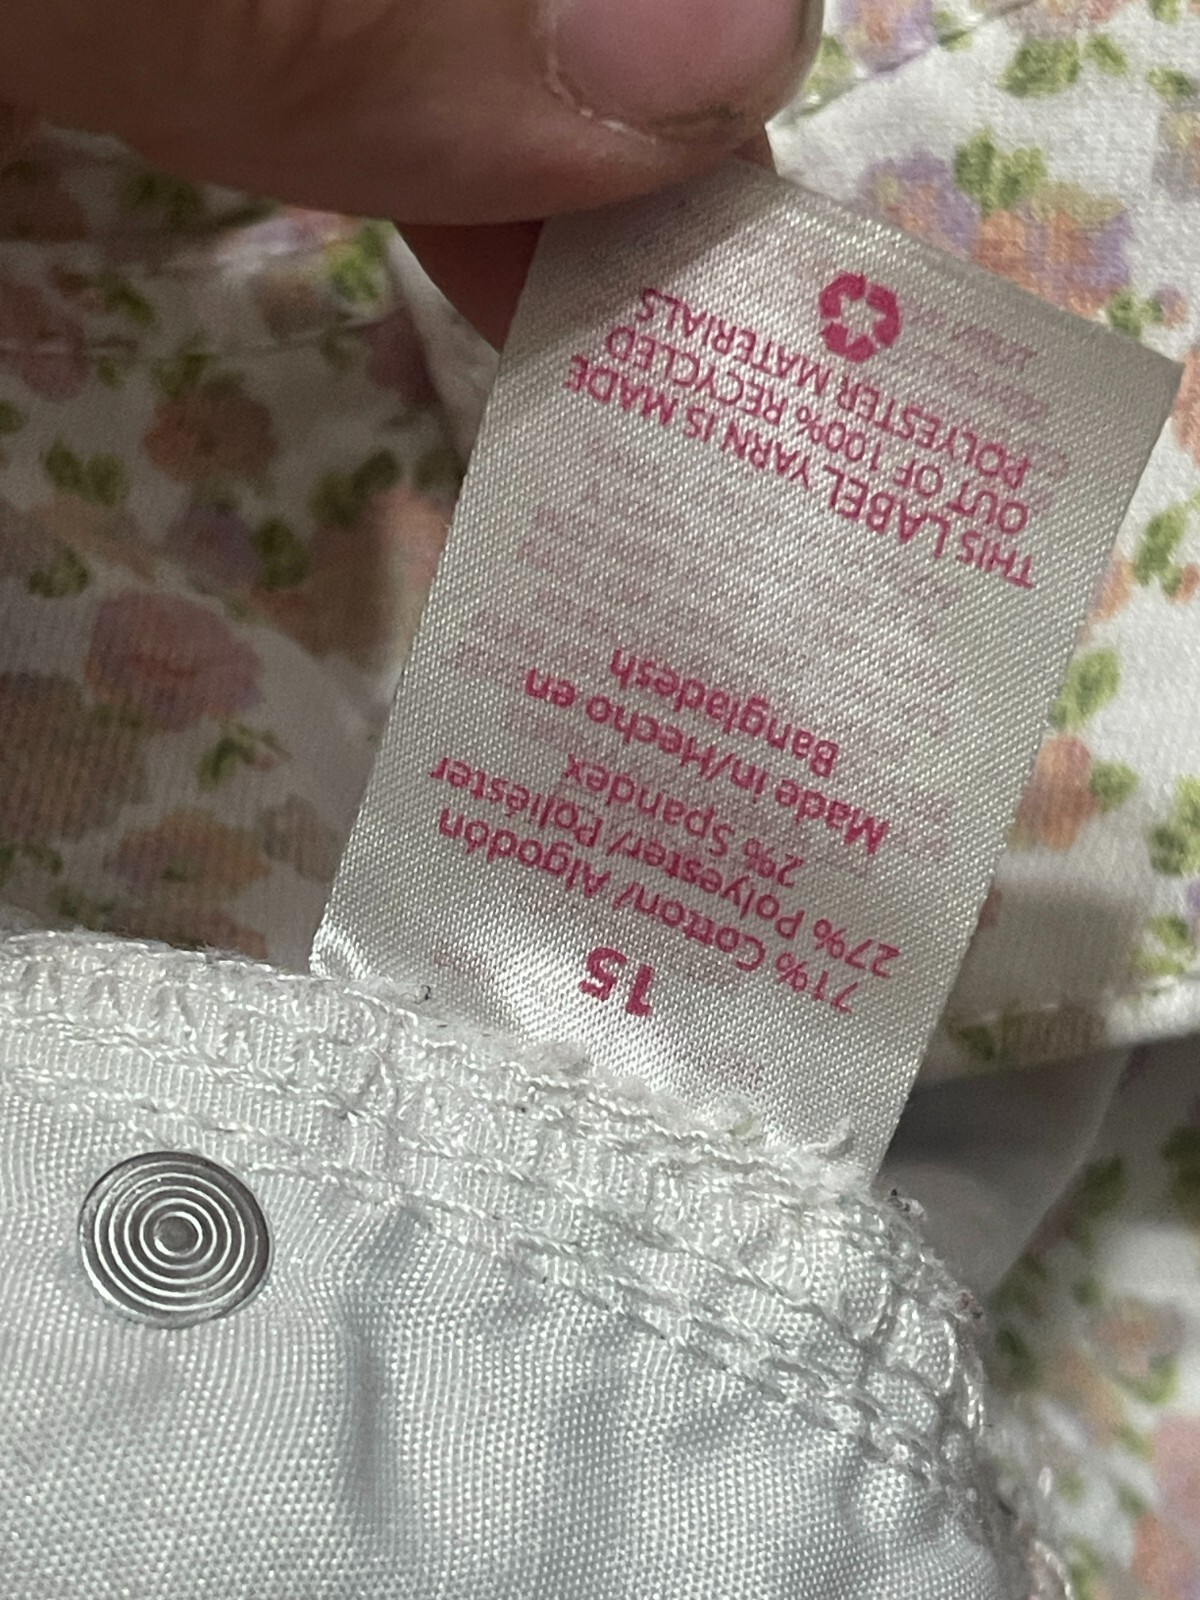 15
71% Cotton/ Algodón
27% Polyester/ Poliéster
2% Spandex
Made in/Hecho en
Bangladesh
THIS LABEL YARN IS MADE
OUT OF 100% RECYCLED
POLYESTER MATERIALS